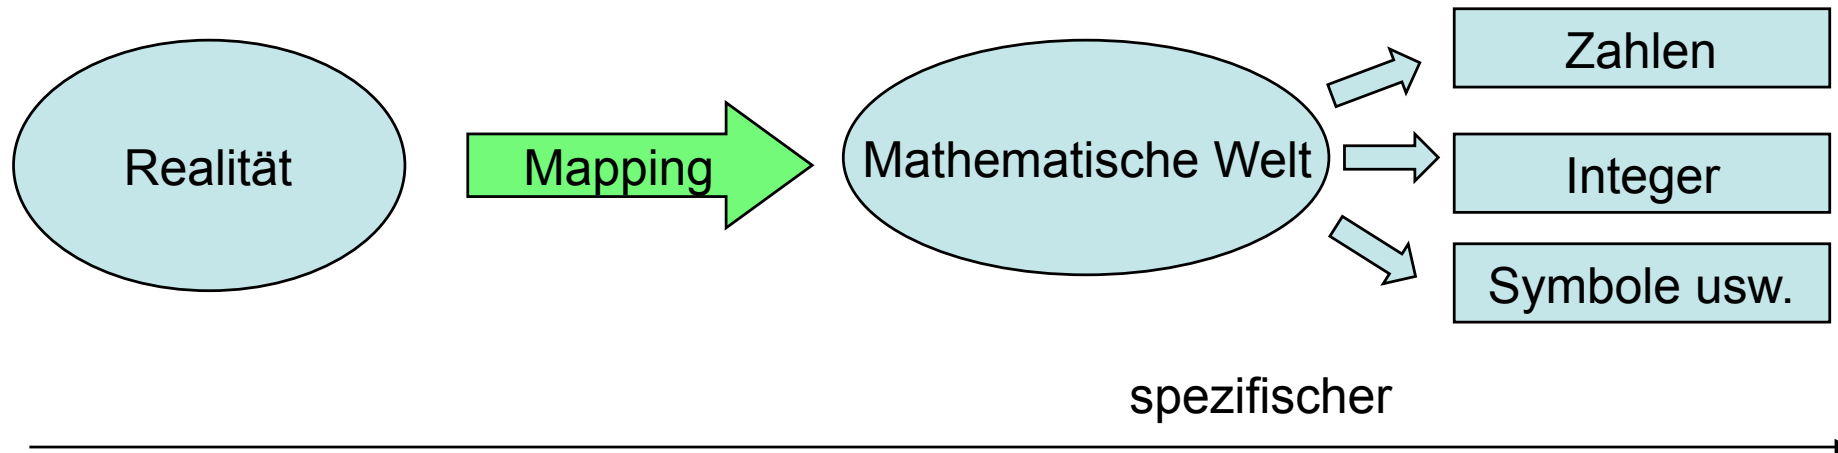 Realität
Mapping
Mathematische Welt
Zahlen
Integer
Symbole usw.
spezifischer